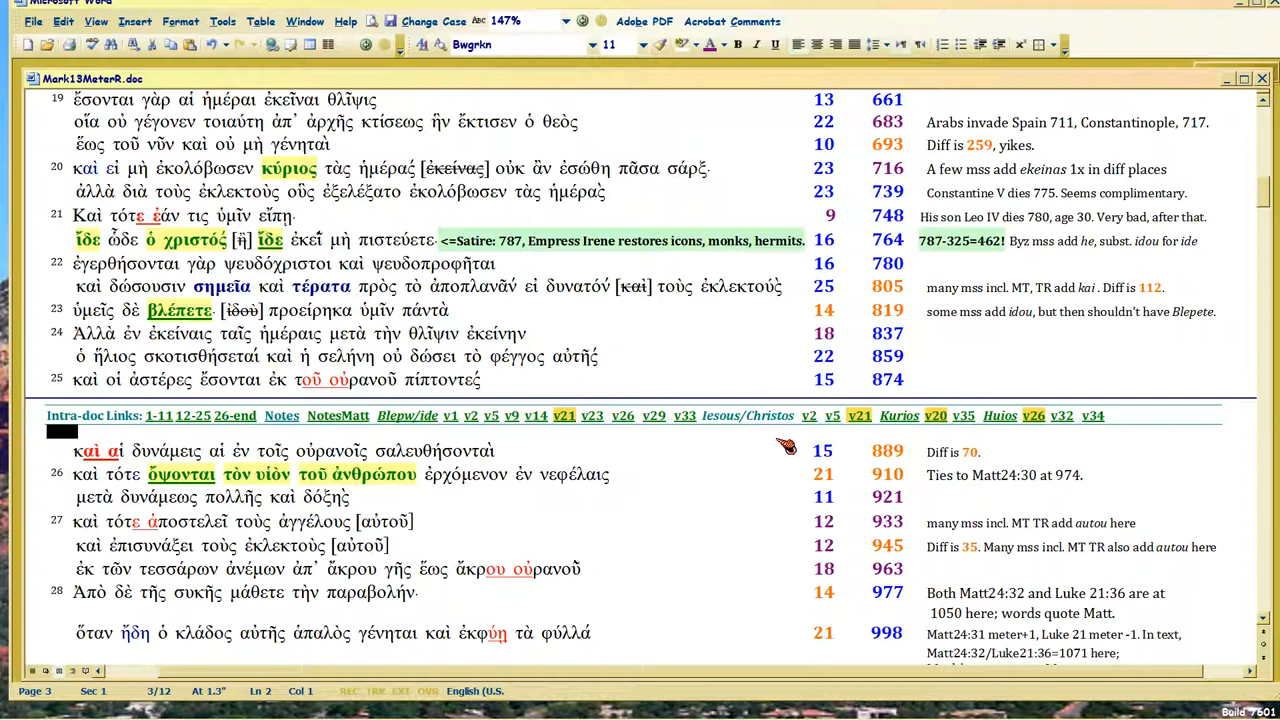 Microsoft Word
File Edit View Insert Format Tools Table Window Help Change Case ABC 147% Adobe PDF Acrobat Comments
Bwgrkn 11 B I U
Mark13MeterR.doc
19 ἔσονται γὰρ αἱ ἡμέραι ἐκεῖναι θλῖψις 13 661
οἵα οὐ γέγονεν τοιαύτη ἀπ’ ἀρχῆς κτίσεως ἣν ἔκτισεν ὁ θεὸς 22 683 Arabs invade Spain 711, Constantinople, 717.
ἕως τοῦ νῦν καὶ οὐ μὴ γένηταὶ 10 693 Diff is 259, yikes.
20 καὶ εἰ μὴ ἐκολόβωσεν κύριος τὰς ἡμέρας́ [ἐκείνας] οὐκ ἂν ἐσώθη πᾶσα σάρξ· 23 716 A few mss add ekeinas 1x in diff places
ἀλλὰ διὰ τοὺς ἐκλεκτοὺς οὓς ἐξελέξατο ἐκολόβωσεν τὰς ἡμέρας̀ 23 739 Constantine V dies 775. Seems complimentary.
21 Καὶ τότε ἐάν τις ὑμῖν εἴπῃ· 9 748 His son Leo IV dies 780, age 30. Very bad, after that.
ἴδε ὧδε ὁ χριστός́ [ἢ] ἴδε ἐκεῖ́ μὴ πιστεύετε· <=Satire: 787, Empress Irene restores icons, monks, hermits. 16 764 787-325=462! Byz mss add he, subst. idou for ide
22 ἐγερθήσονται γὰρ ψευδόχριστοι καὶ ψευδοπροφῆται 16 780
καὶ δώσουσιν σημεῖα καὶ τέρατα πρὸς τὸ ἀποπλανᾶν́ εἰ δυνατόν́ [καὶ] τοὺς ἐκλεκτούς̀ 25 805 many mss incl. MT, TR add kai . Diff is 112.
23 ὑμεῖς δὲ βλέπετε· [ἰδοὺ] προείρηκα ὑμῖν πάντὰ 14 819 some mss add idou, but then shouldn't have Blepete.
24 Ἀλλὰ ἐν ἐκείναις ταῖς ἡμέραις μετὰ τὴν θλῖψιν ἐκείνην 18 837
ὁ ἥλιος σκοτισθήσεταί καὶ ἡ σελήνη οὐ δώσει τὸ φέγγος αὐτῆς́ 22 859
25 καὶ οἱ ἀστέρες ἔσονται ἐκ τοῦ οὐρανοῦ πίπτοντες́ 15 874
Intra-doc Links: 1-11 12-25 26-end Notes NotesMatt Blepw/ide v1 v2 v5 v9 v14 v21 v23 v26 v29 v33 Iesous/Christos v2 v5 v21 Kurios v20 v35 Huios v26 v32 v34
καὶ αἱ δυνάμεις αἱ ἐν τοῖς οὐρανοῖς σαλευθήσονταὶ 15 889 Diff is 70.
26 καὶ τότε ὄψονται τὸν υἱὸν τοῦ ἀνθρώπου ἐρχόμενον ἐν νεφέλαις 21 910 Ties to Matt24:30 at 974.
μετὰ δυνάμεως πολλῆς καὶ δόξης̀ 11 921
27 καὶ τότε ἀποστελεῖ τοὺς ἀγγέλους [αὐτοῦ] 12 933 many mss incl. MT TR add autou here
καὶ ἐπισυνάξει τοὺς ἐκλεκτοὺς [αὐτοῦ] 12 945 Diff is 35. Many mss incl. MT TR also add autou here
ἐκ τῶν τεσσάρων ἀνέμων ἀπ’ ἄκρου γῆς ἕως ἄκρου οὐρανοῦ̀ 18 963
28 Ἀπὸ δὲ τῆς συκῆς μάθετε τὴν παραβολήν· 14 977 Both Matt24:32 and Luke 21:36 are at
1050 here; words quote Matt.
ὅταν ἤδη ὁ κλάδος αὐτῆς ἁπαλὸς γένηται καὶ ἐκφύῃ τὰ φύλλά 21 998 Matt24:31 meter+1, Luke 21 meter -1. In text,
Matt24:32/Luke21:36=1071 here;
Page 3 Sec 1 3/12 At 1.3" Ln 2 Col 1 REC TRK EXT OVR English (U.S.
Build 7601